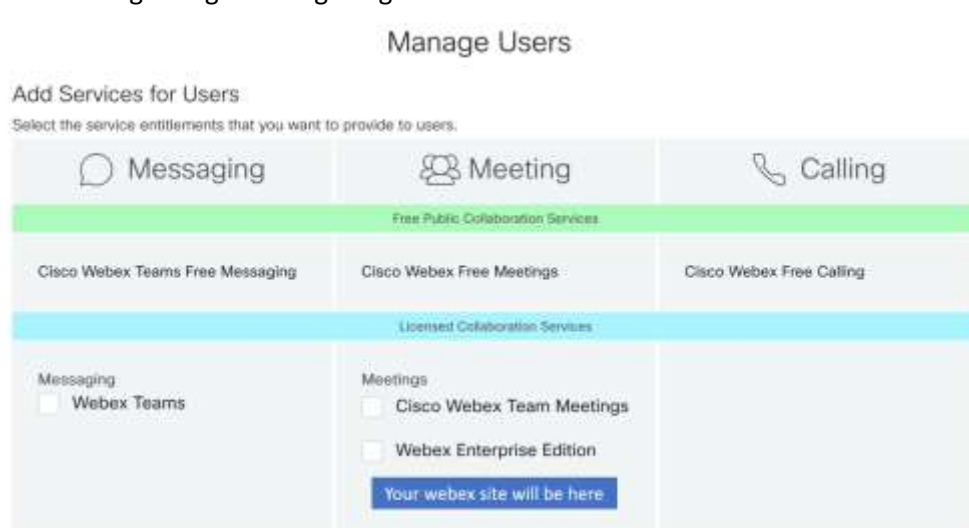 Manage Users
Add Services for Users
Select the service entitlements that you want to provide to users.
Messaging
Meeting
Calling
Free Public Collaboration Services
Cisco Webex Teams Free Messaging
Cisco Webex Free Meetings
Cisco Webex Free Calling
Licensed Collaboration Services
Messaging
Meetings
Webex Teams
Cisco Webex Team Meetings
Webex Enterprise Edition
Your webex site will be here